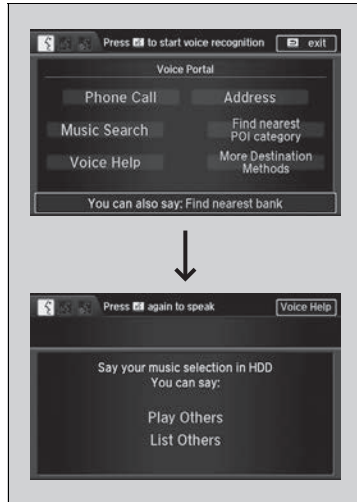 Press to start voice recognition exit
Voice Portal
Phone Call Address
Music Search Find nearest
POI category
Voice Help More Destination
Methods
You can also say: Find nearest bank
Press again to speak Voice Help
Say your music selection in HDD
You can say:
Play Others
List Others